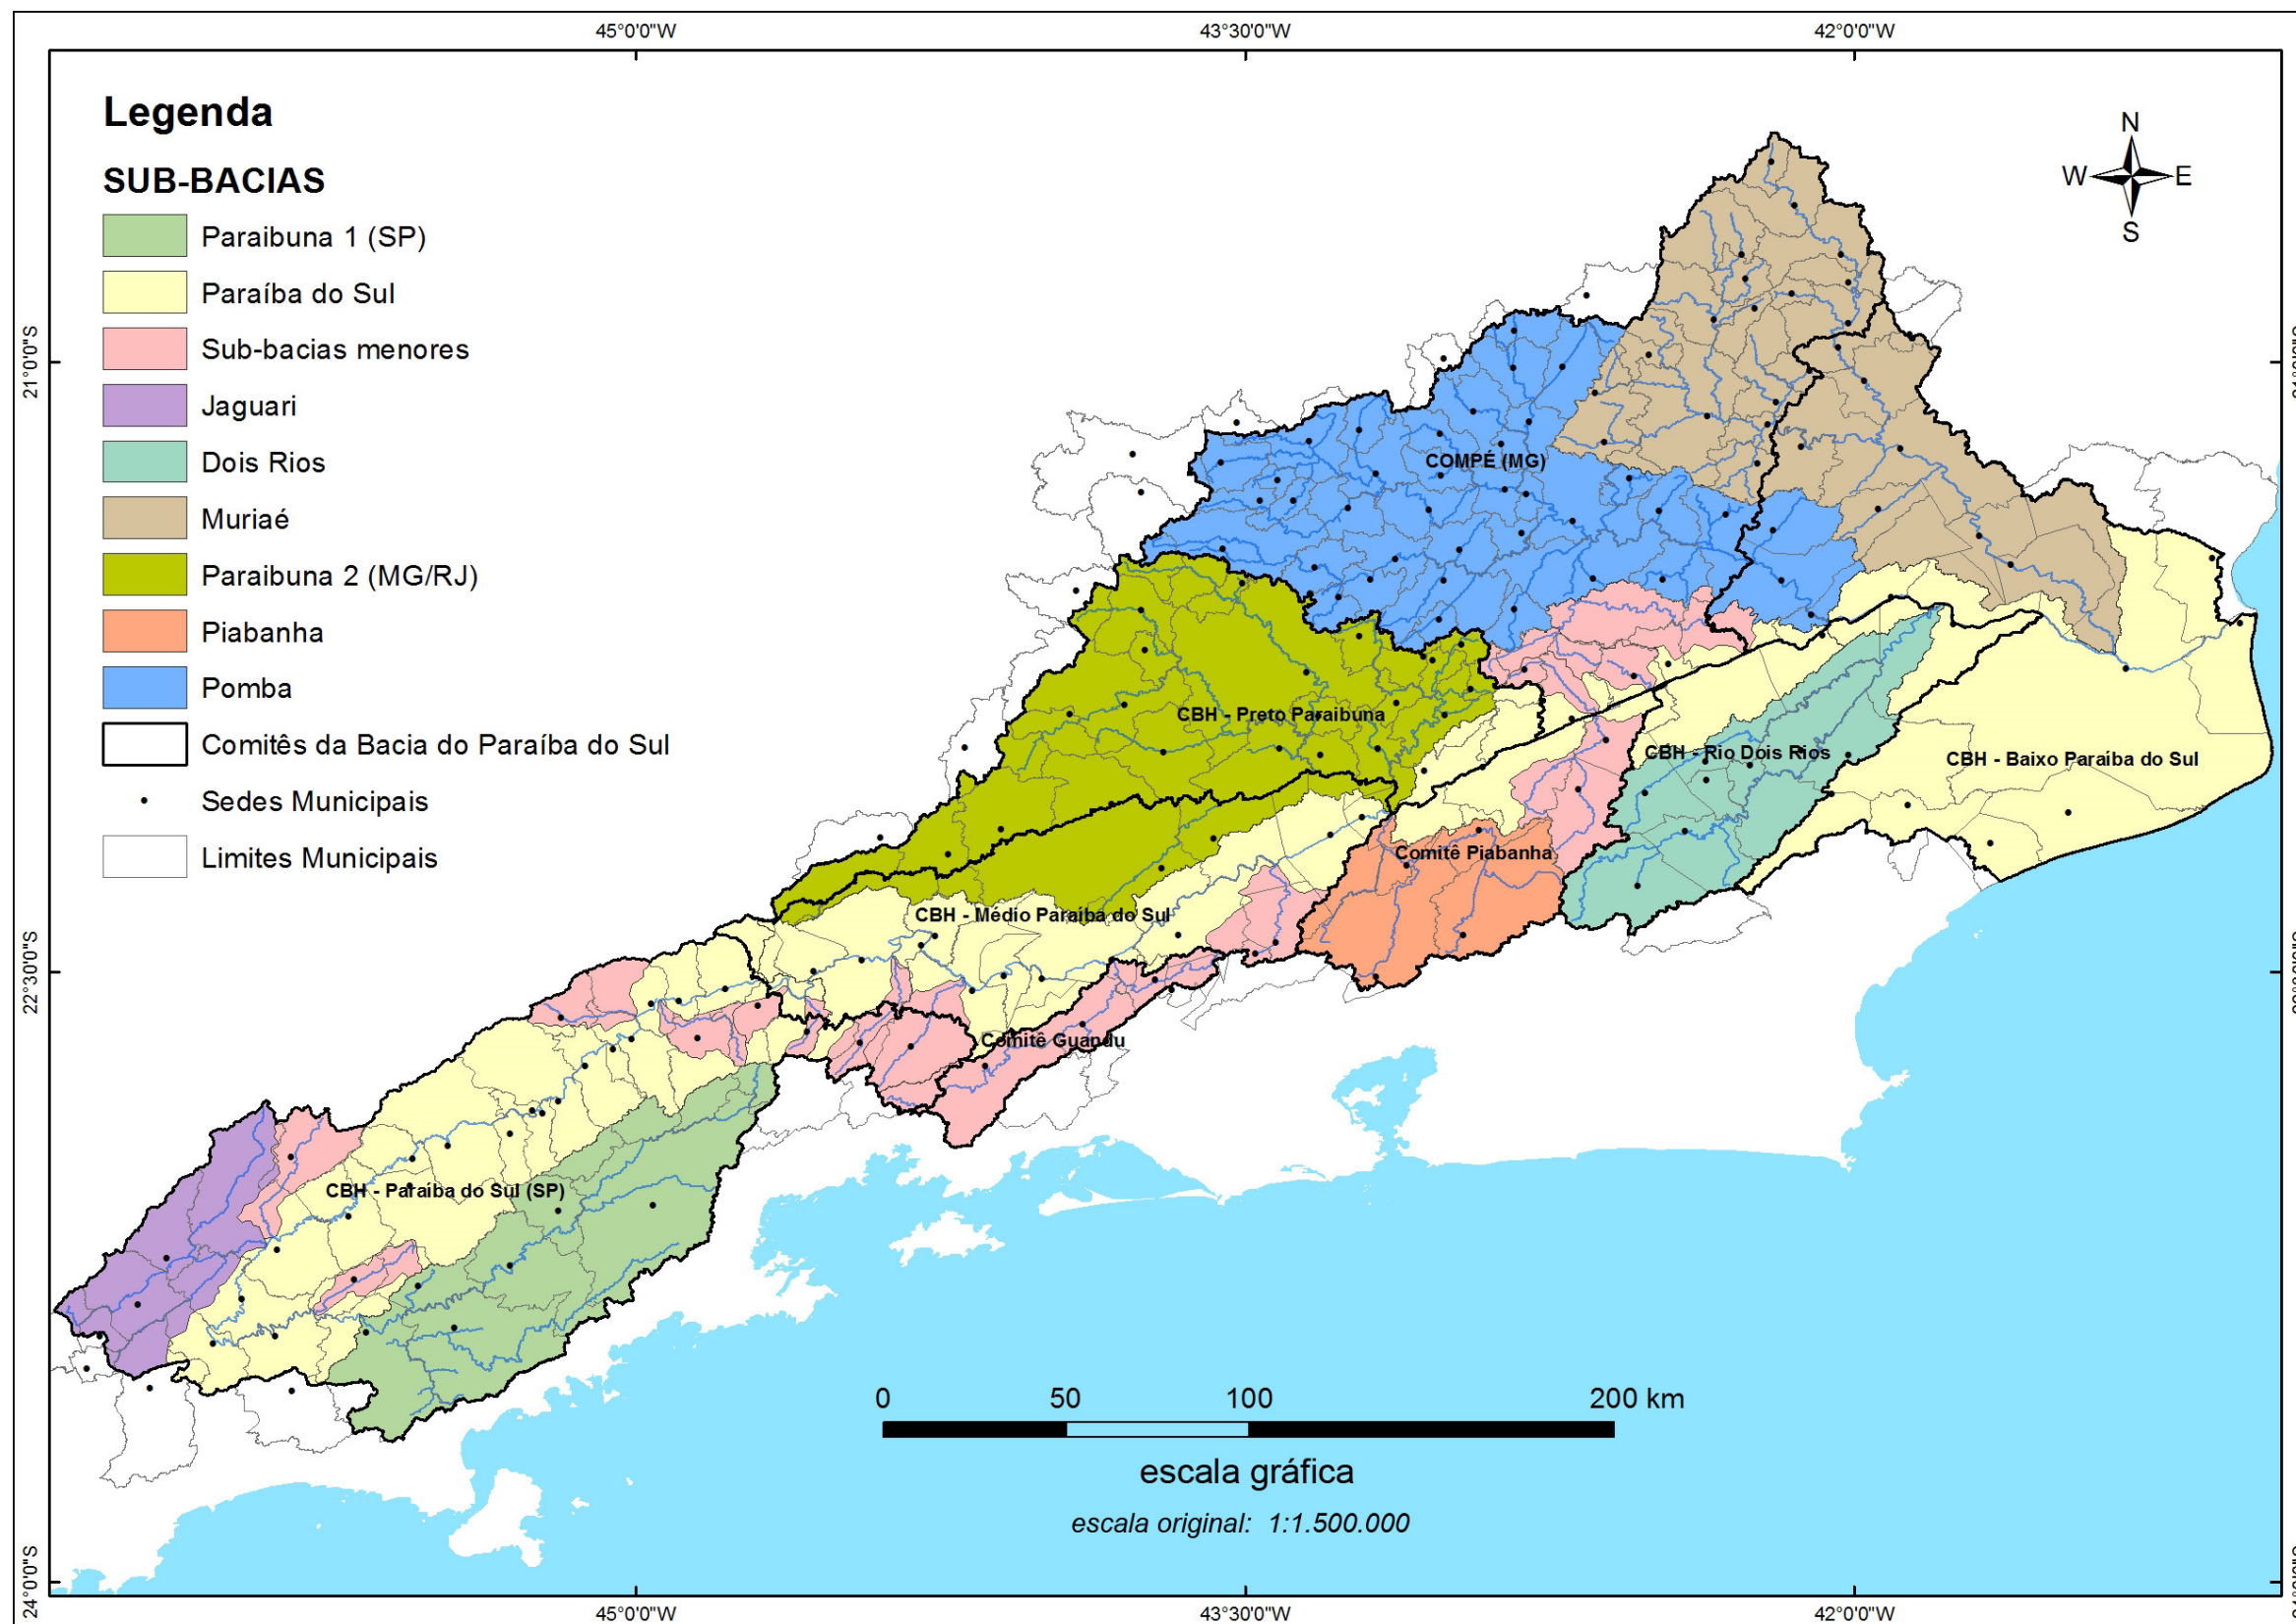 45°0'0"W
43°30'0"W
42°0'0"W
Legenda
SUB-BACIAS
Paraibuna 1 (SP)
Paraíba do Sul
Sub-bacias menores
Jaguari
Dois Rios
Muriaé
Paraibuna 2 (MG/RJ)
Piabanha
Pomba
Comitês da Bacia do Paraíba do Sul
Sedes Municipais
Limites Municipais
N
W
E
S
21°0'0"S
22°30'0"S
24°0'0"S
COMPÉ (MG)
CBH - Preto Paraibuna
CBH - Rio Dois Rios
CBH - Baixo Paraíba do Sul
Comitê Piabanha
CBH - Médio Paraíba do Sul
Comitê Guandu
CBH - Paraíba do Sul (SP)
0
50
100
200 km
escala gráfica
escala original: 1:1.500.000
45°0'0"W
43°30'0"W
42°0'0"W